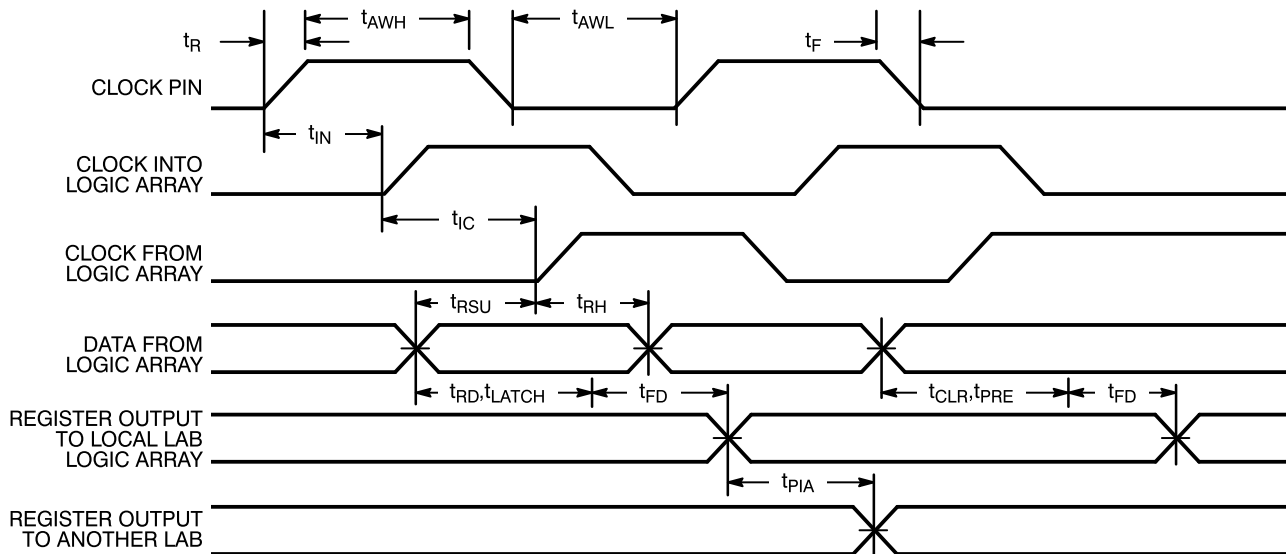 tAWH
tAWL
tR
tF
CLOCK PIN
tIN
CLOCK INTO
LOGIC ARRAY
tIC
CLOCK FROM
LOGIC ARRAY
tRSU
tRH
DATA FROM
LOGIC ARRAY
tRD,tLATCH
tFD
tCLR,tPRE
tFD
REGISTER OUTPUT
TO LOCAL LAB
LOGIC ARRAY
tPIA
REGISTER OUTPUT
TO ANOTHER LAB